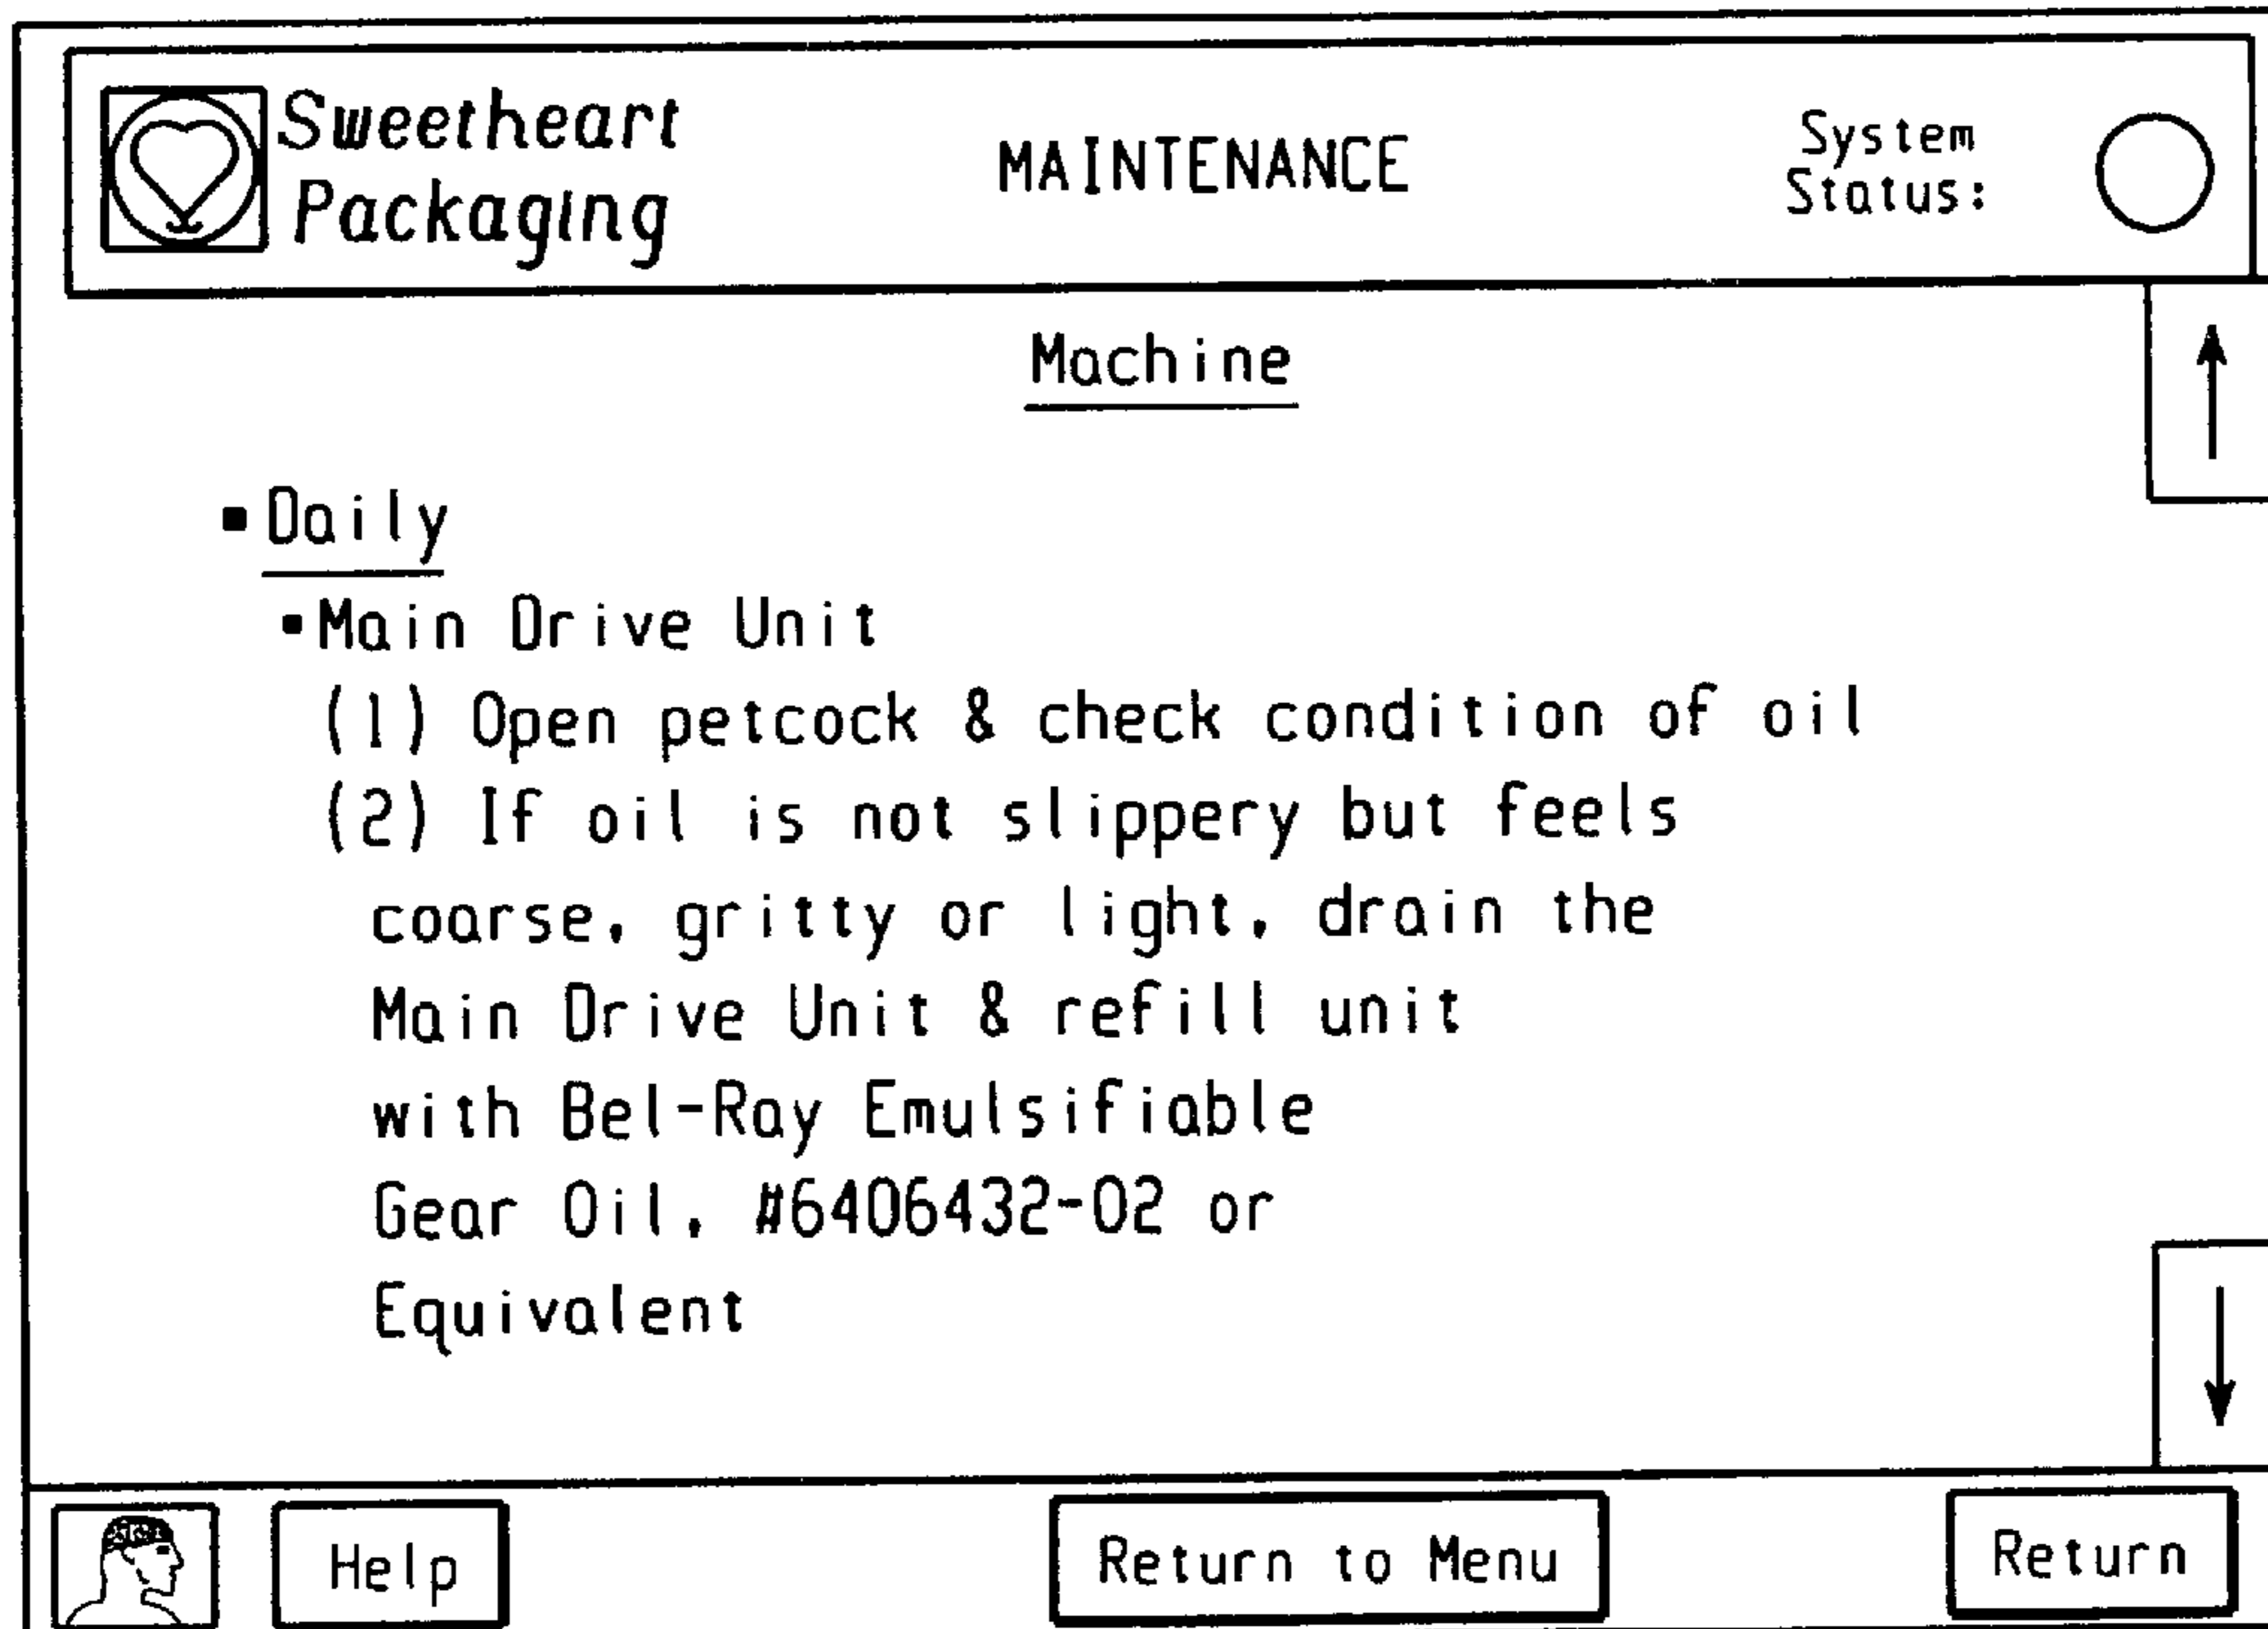 Sweetheart
Packaging
MAINTENANCE
System
Status:
Machine
▪Daily
▪Main Drive Unit
(1) Open petcock & check condition of oil
(2) If oil is not slippery but feels
coarse, gritty or light, drain the
Main Drive Unit & refill unit
with Bel-Ray Emulsifiable
Gear Oil, #6406432-02 or
Equivalent
Help
Return to Menu
Return